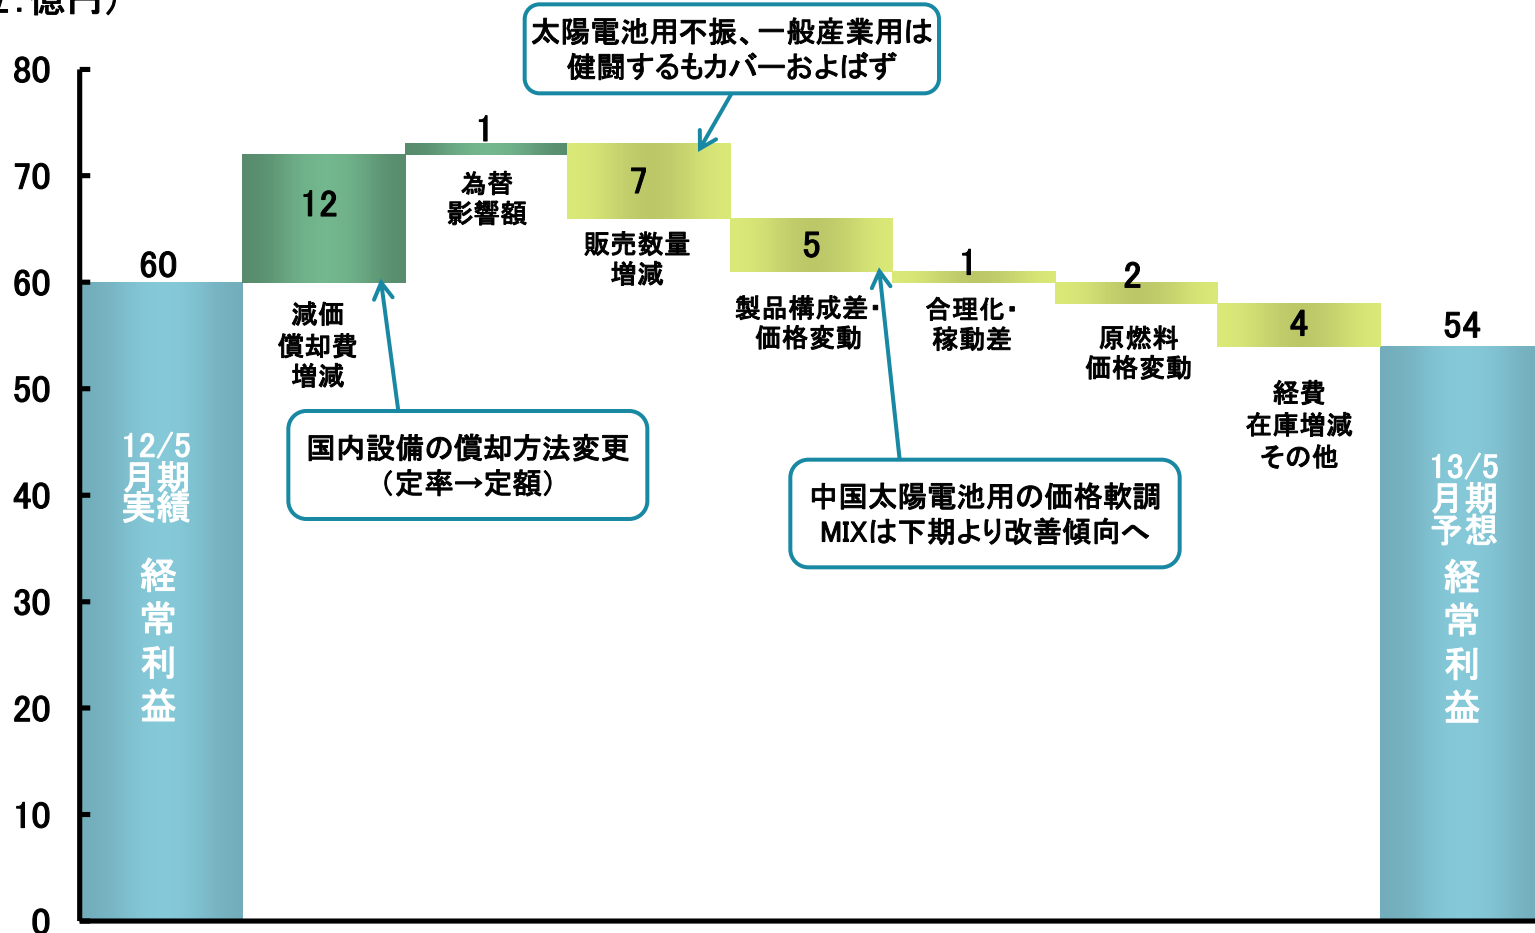 :億円)
太陽電池用不振、一般産業用は
健闘するもカバーおよばず
80
70
60
50
40
30
20
10
0
60
12
1
7
5
1
2
4
54
減価
償却費
増減
為替
影響額
販売数量
増減
製品構成差・
価格変動
合理化・
稼動差
原燃料
価格変動
経費
在庫増減
その他
国内設備の償却方法変更
（定率→定額）
中国太陽電池用の価格軟調
MIXは下期より改善傾向へ
12/5
月期
実績
経常利益
13/5
月期
予想
経常利益